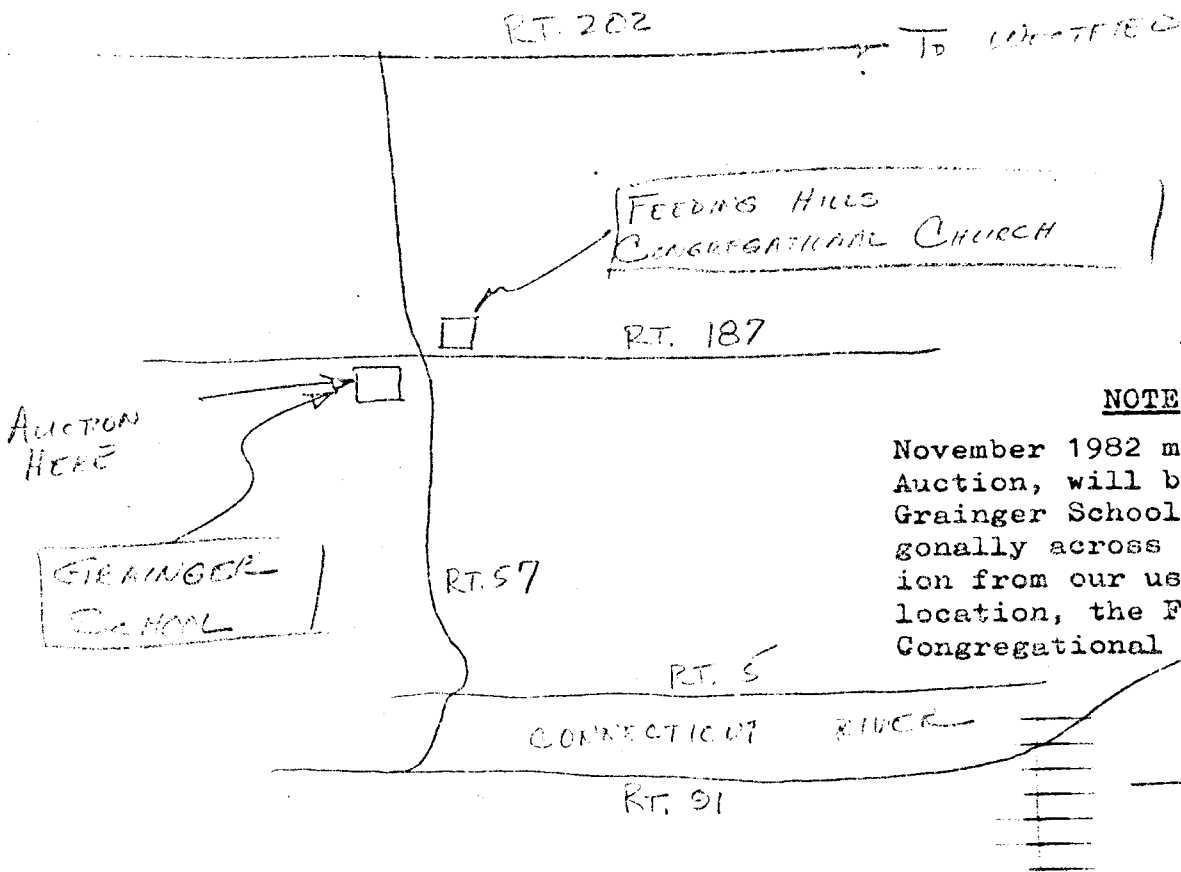 RT. 202
TO WESTFIELD
FEEDING HILLS
CONGREGATIONAL CHURCH
RT. 187
AUCTION
HERE
NOTE
November 1982 m
Auction, will b
Grainger School
gonally across
ion from our us
location, the F
Congregational
GRAINGER
SCHOOL
RT. 57
RT. 5
CONNECTICUT RIVER
RT. 91